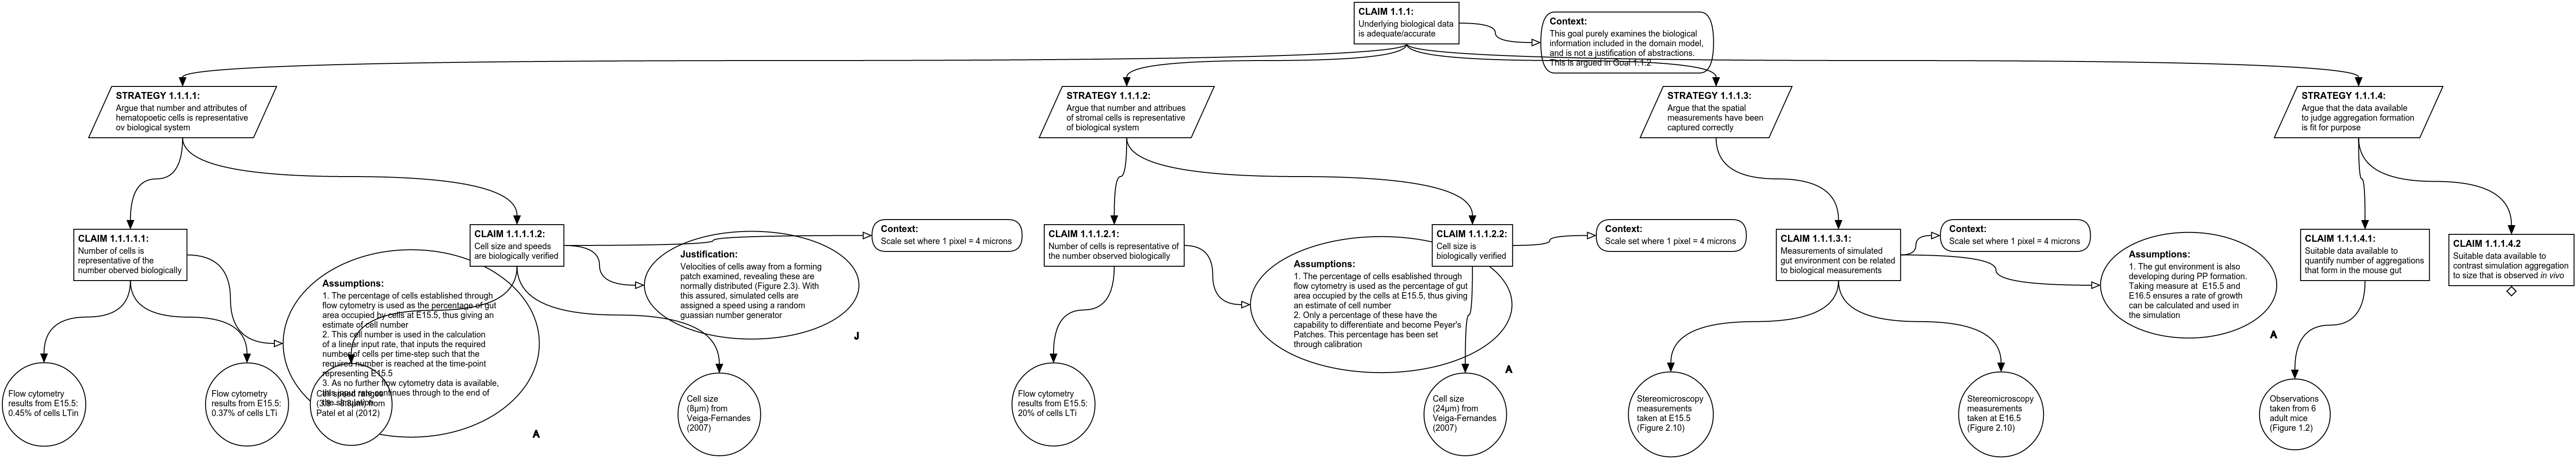 CLAIM 1.1.1:
Underlying biological data
is adequate/accurate
Context:
This goal purely examines the biological
information included in the domain model,
and is not a justification of abstractions.
This is argued in Goal 1.1.2
STRATEGY 1.1.1.1:
Argue that number and attributes of
hematopoetic cells is representative
ov biological system
STRATEGY 1.1.1.2:
Argue that number and attribues
of stromal cells is representative
of biological system
STRATEGY 1.1.1.3:
Argue that the spatial
measurements have been
captured correctly
STRATEGY 1.1.1.4:
Argue that the data available
to judge aggregation formation
is fit for purpose
CLAIM 1.1.1.1.1:
Number of cells is
representative of the
number oberved biologically
Assumptions:
1. The percentage of cells established through
flow cytometry is used as the percentage of gut
area occupied by cells at E15.5, thus giving an
estimate of cell number
2. This cell number is used in the calculation
of a linear input rate, that inputs the required
number of cells per time-step such that the
required number is reached at the time-point
representing E15.5
3. As no further flow cytometry data is available,
this input rate continues through to the end of
the simulation
A
CLAIM 1.1.1.1.2:
Cell size and speeds
are biologically verified
Justification:
Velocities of cells away from a forming
patch examined, revealing these are
normally distributed (Figure 2.3). With
this assured, simulated cells are
assigned a speed using a random
guassian number generator
J
Context:
Scale set where 1 pixel = 4 microns
CLAIM 1.1.1.2.1:
Number of cells is representative of
the number observed biologically
Assumptions:
1. The percentage of cells esablished through
flow cytometry is used as the percentage of gut
area occupied by the cells at E15.5, thus giving
an estimate of cell number
2. Only a percentage of these have the
capability to differentiate and become Peyer's
Patches. This percentage has been set
through calibration
A
CLAIM 1.1.1.2.2:
Cell size is
biologically verified
Context:
Scale set where 1 pixel = 4 microns
CLAIM 1.1.1.3.1:
Measurements of simulated
gut environment can be related
to biological measurements
Context:
Scale set where 1 pixel = 4 microns
Assumptions:
1. The gut environment is also
developing during PP formation.
Taking measure at E15.5 and
E16.5 ensures a rate of growth
can be calculated and used in
the simulation
A
CLAIM 1.1.1.4.1:
Suitable data available to
quantify number of aggregations
that form in the mouse gut
CLAIM 1.1.1.4.2
Suitable data available to
contrast simulation aggregation
to size that is observed in vivo
Flow cytometry
results from E15.5:
0.45% of cells LTin
Flow cytometry
results from E15.5:
0.37% of cells LTi
Cell speed ranges
from
Patel et al (2012)
Cell size
(8μm) from
Veiga-Fernandes
(2007)
Flow cytometry
results from E15.5:
20% of cells LTo
Cell size
(24μm) from
Veiga-Fernandes
(2007)
Stereomicroscopy
measurements
taken at E15.5
(Figure 2.10)
Stereomicroscopy
measurements
taken at E16.5
(Figure 2.10)
Observations
taken from 6
adult mice
(Figure 1.2)